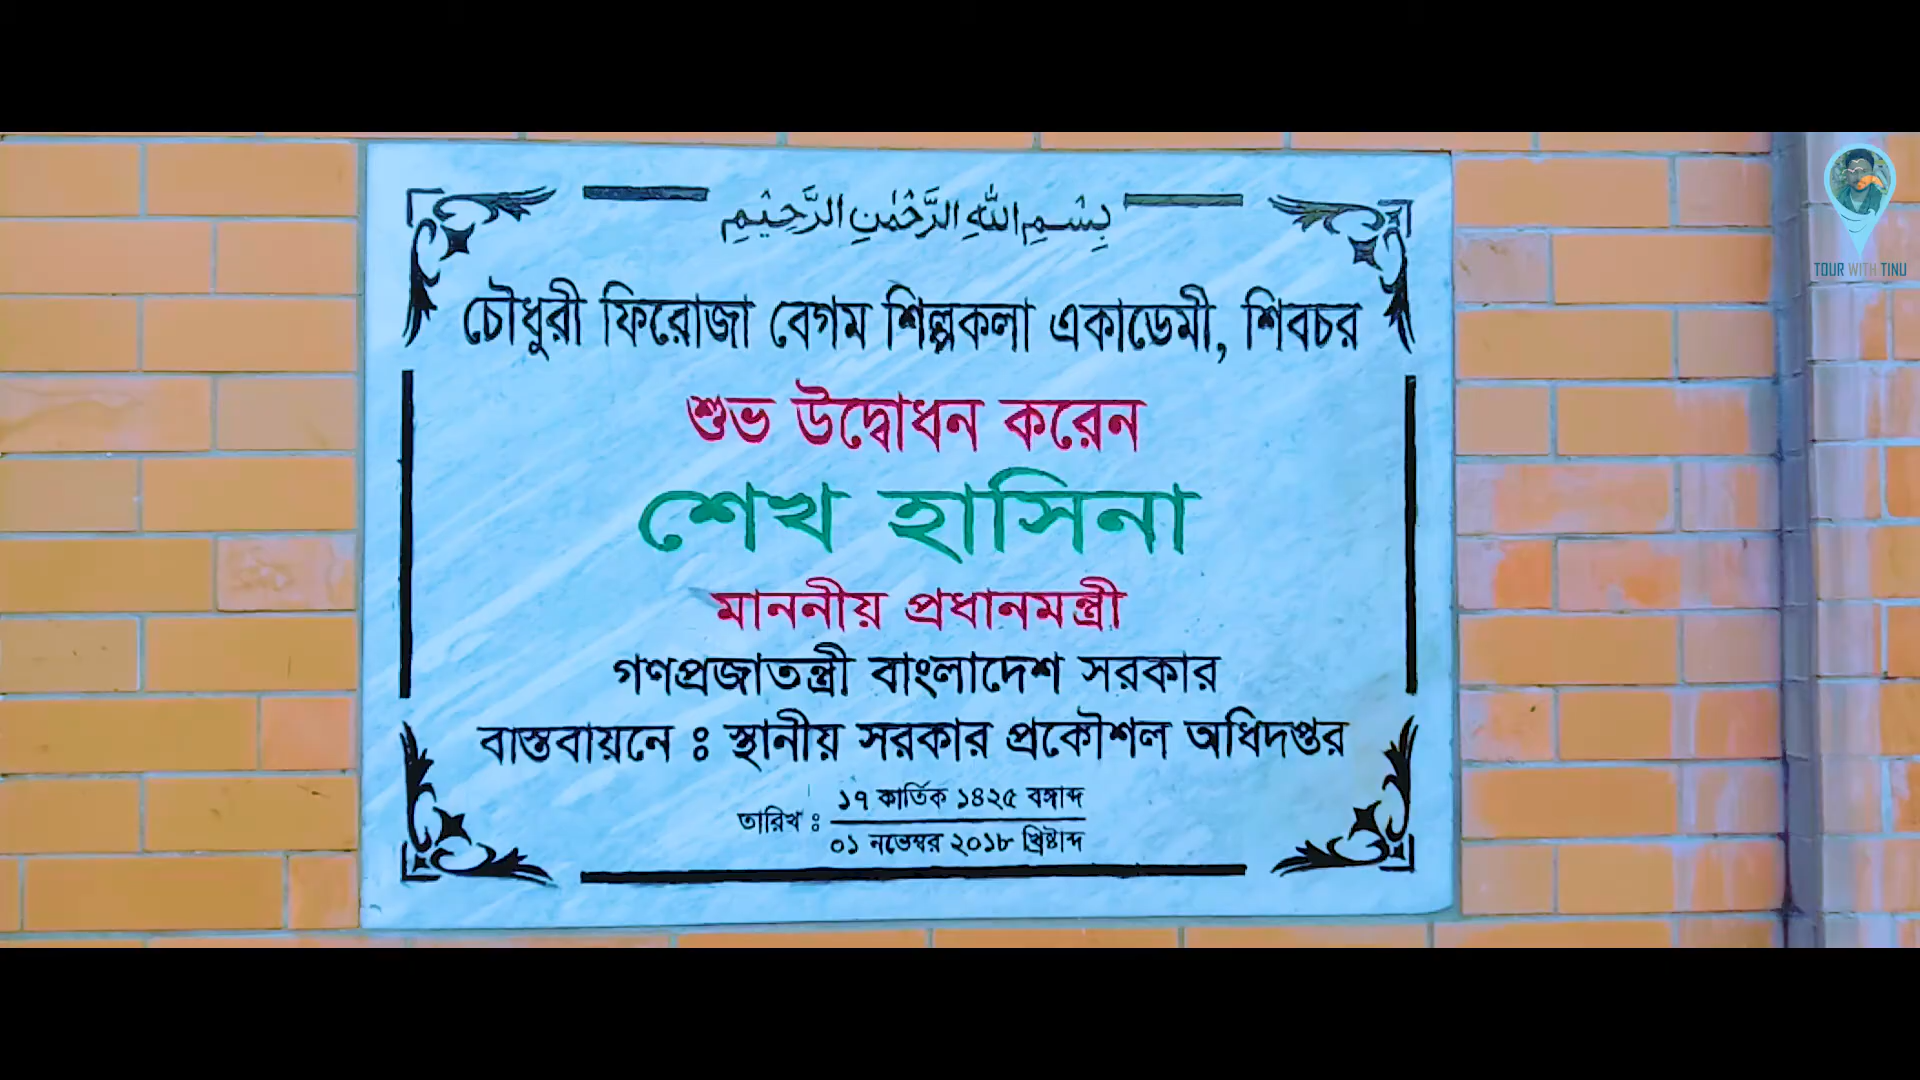 بِسْمِ اللهِ الرَّحْمٰنِ الرَّحِيْمِ
চৌধুরী ফিরোজা বেগম শিল্পকলা একাডেমী, শিবচর
শুভ উদ্বোধন করেন
শেখ হাসিনা
মাননীয় প্রধানমন্ত্রী
গণপ্রজাতন্ত্রী বাংলাদেশ সরকার
বাস্তবায়নে ঃ স্থানীয় সরকার প্রকৌশল অধিদপ্তর
তারিখ ঃ ১৭ কার্তিক ১৪২৫ বঙ্গাব্দ
০১ নভেম্বর ২০১৮ খ্রিষ্টাব্দ
TOUR WITH TINU